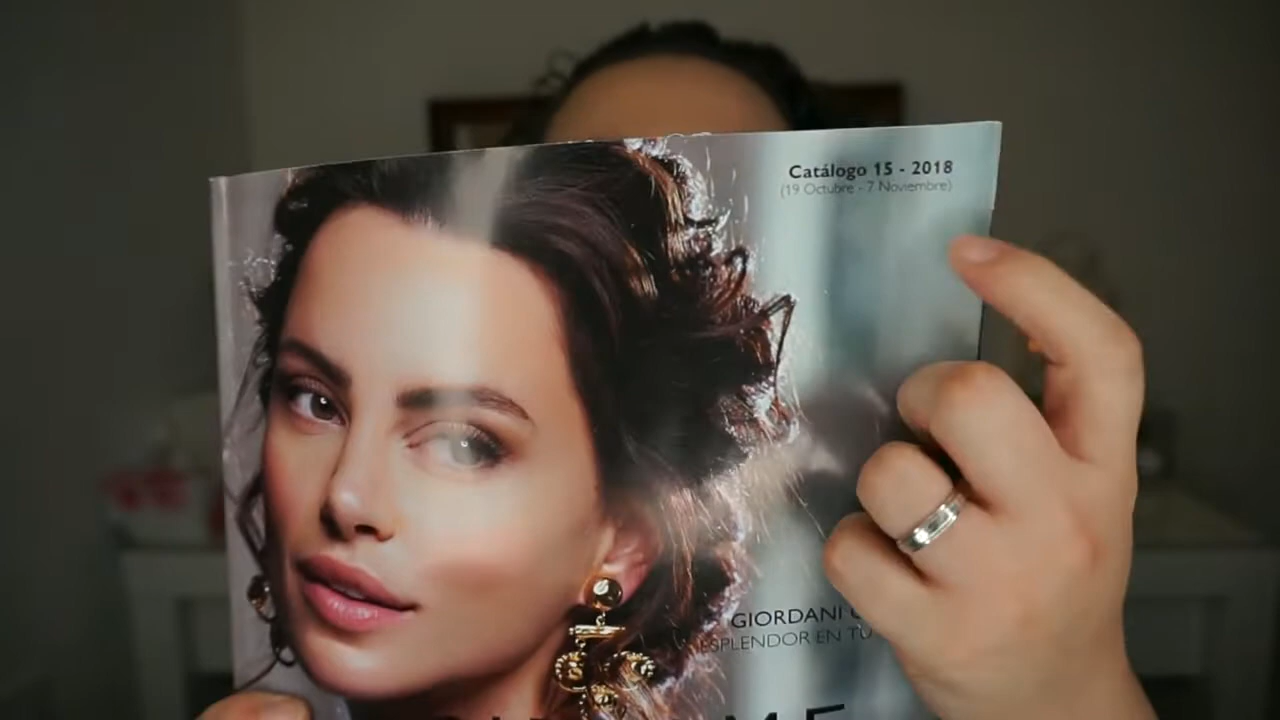 Catálogo 15 - 2018
(19 Octubre - 7 Noviembre)
GIORDANI
ESPLENDOR EN TU